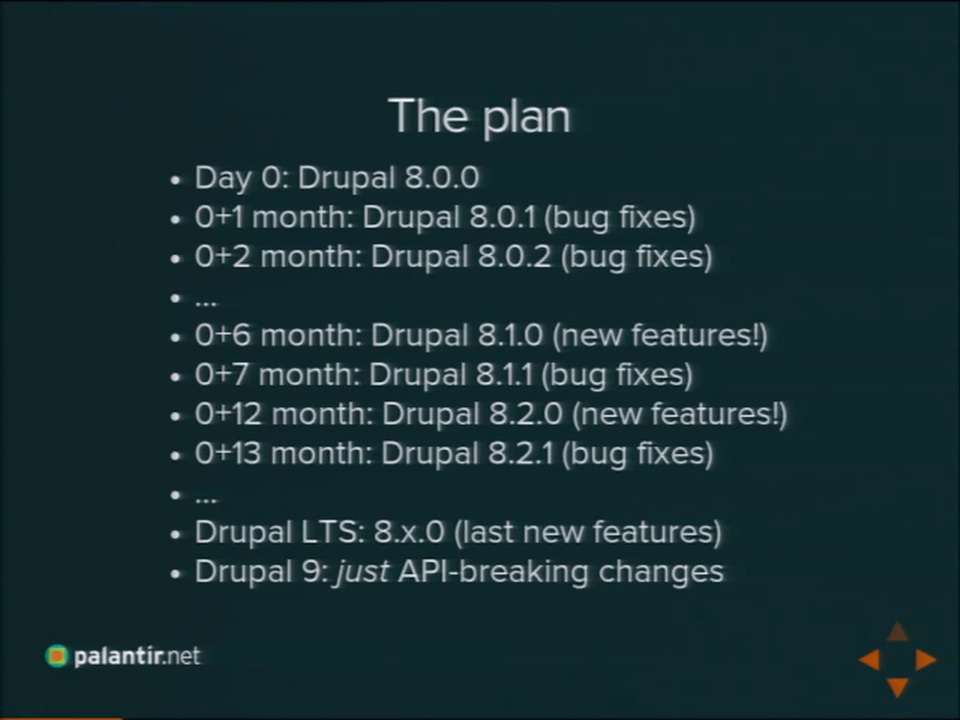 The plan
• Day 0: Drupal 8.0.0
• 0+1 month: Drupal 8.0.1 (bug fixes)
• 0+2 month: Drupal 8.0.2 (bug fixes)
• ...
• 0+6 month: Drupal 8.1.0 (new features!)
• 0+7 month: Drupal 8.1.1 (bug fixes)
• 0+12 month: Drupal 8.2.0 (new features!)
• 0+13 month: Drupal 8.2.1 (bug fixes)
• ...
• Drupal LTS: 8.x.0 (last new features)
• Drupal 9: just API-breaking changes
palantir.net